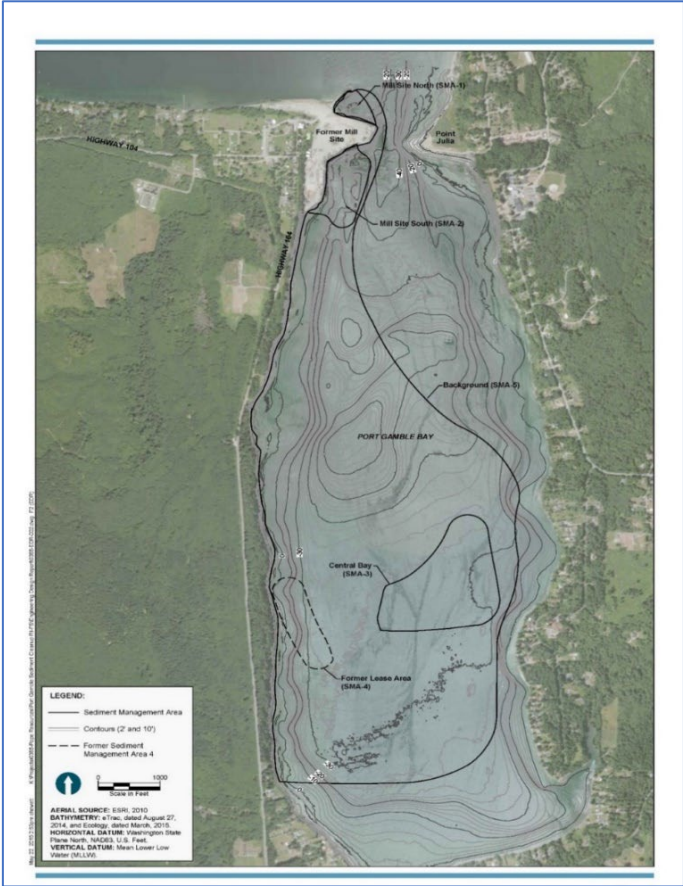 Mill Site North (SMA-1)
Former Mill
Site
Point
Julia
HIGHWAY 104
Mill Site South (SMA-2)
HIGHWAY 104
Background (SMA-5)
PORT GAMBLE BAY
Central Bay
(SMA-3)
Former Lease Area
(SMA-4)
LEGEND:
Sediment Management Area
Contours (2' and 10')
Former Sediment
Management Area 4
0 1000
Scale in Feet
AERIAL SOURCE: ESRI, 2010
BATHYMETRY: eTrac, dated August 27,
2014, and Ecology, dated March, 2015.
HORIZONTAL DATUM: Washington State
Plane North, NAD83, U.S. Feet.
VERTICAL DATUM: Mean Lower Low
Water (MLLW).